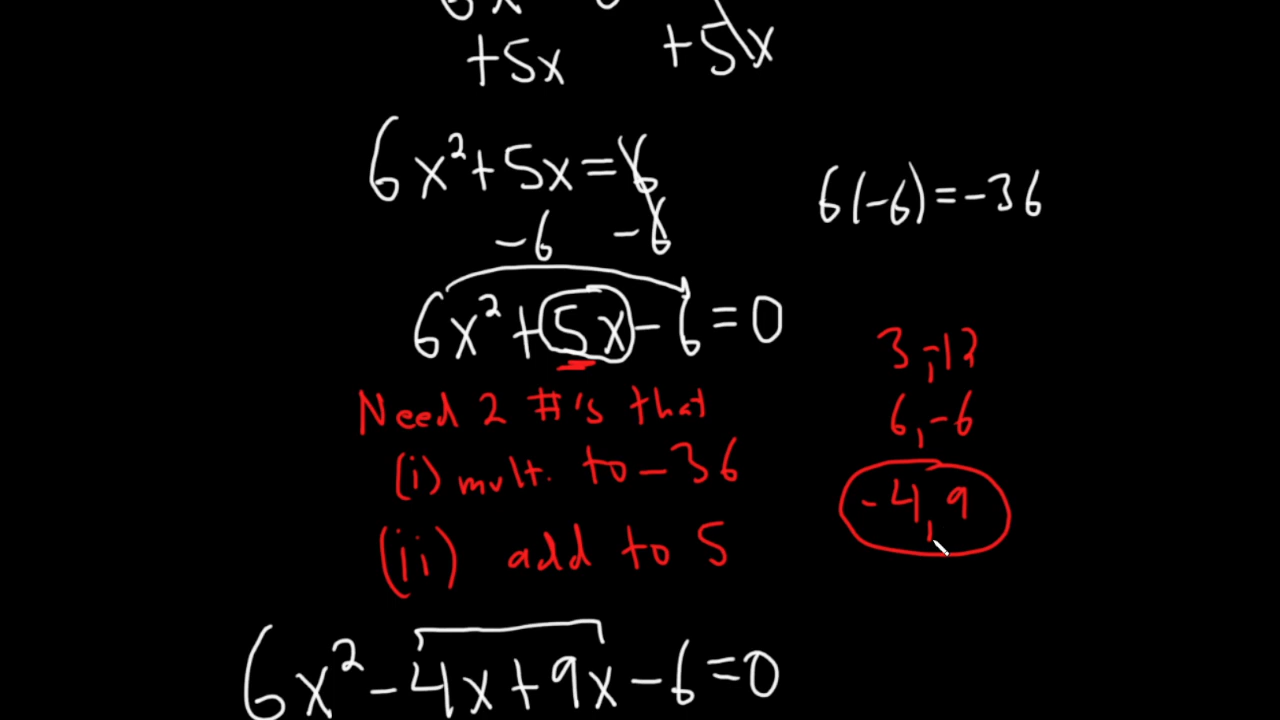 +5x +5x
6x²+5x=6
-6 -6
6(-6)=-36
6x²+5x-6=0
Need 2 #'s that
(i) mult. to -36
(ii) add to 5
3,-12
6,-6
-4,9
6x²-4x+9x-6=0